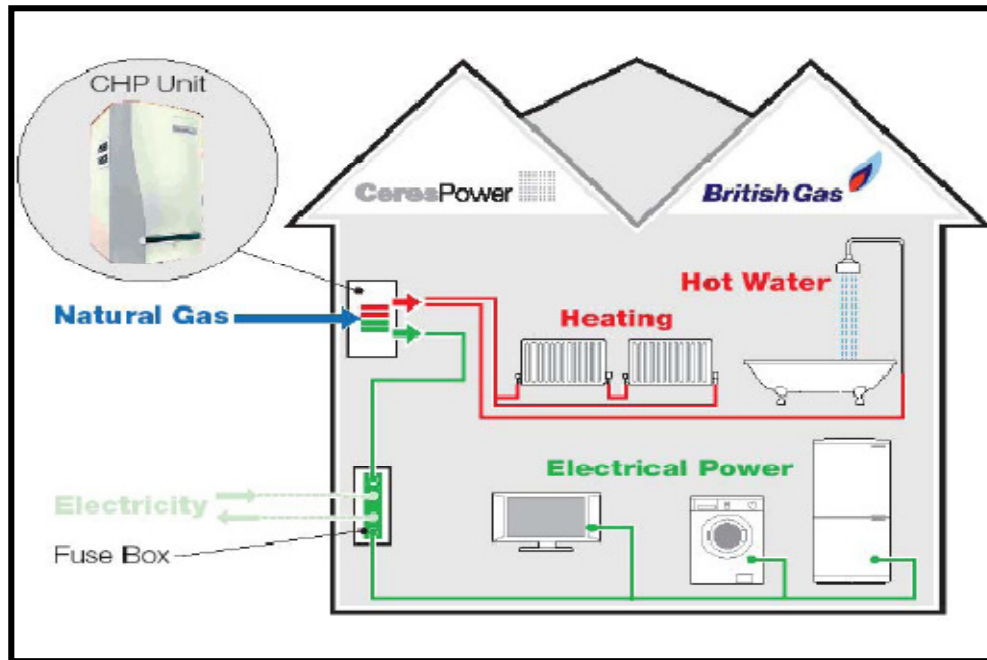 CHP Unit
CeresPower
British Gas
Hot Water
Natural Gas
Heating
Electrical Power
Electricity
Fuse Box